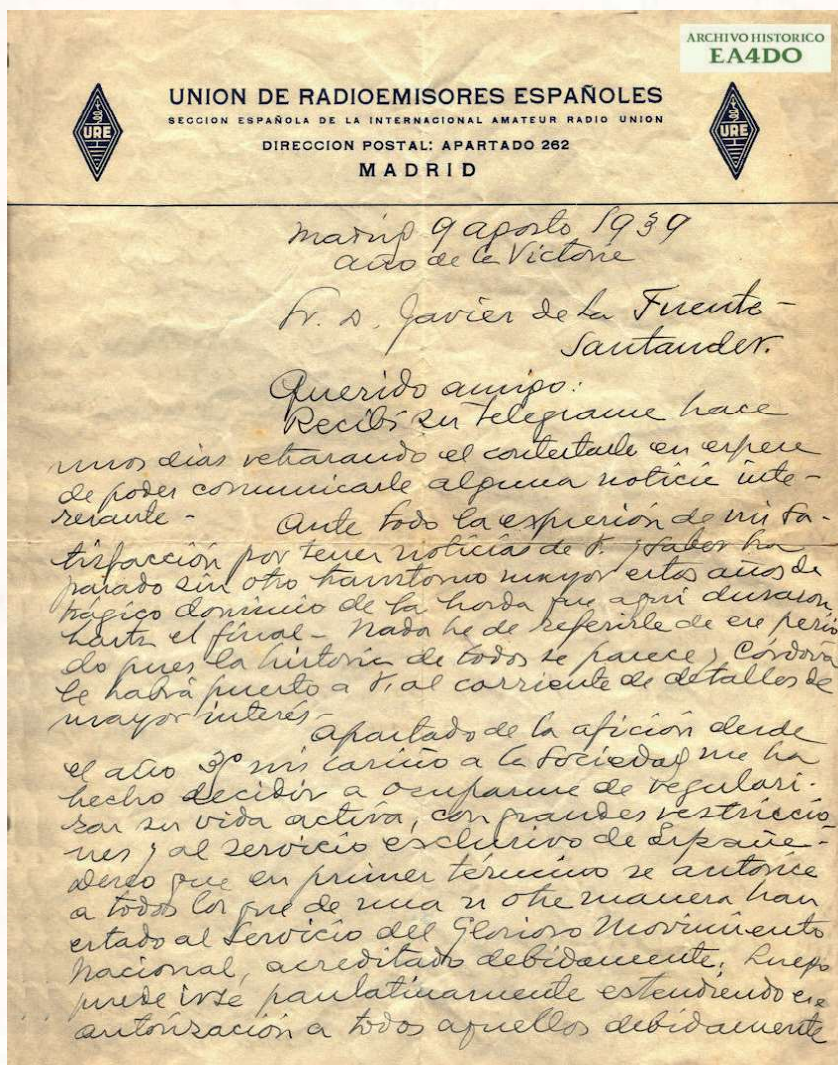 ARCHIVO HISTORICO
EA4DO
URE
UNION DE RADIOEMISORES ESPAÑOLES
SECCION ESPAÑOLA DE LA INTERNACIONAL AMATEUR RADIO UNION
DIRECCION POSTAL: APARTADO 262
MADRID
URE
Madrid 9 agosto 1939
año de la Victoria
Sr. D. Javier de la Fuente -
Santander.
Querido amigo:
Recibí su telegrama hace
unos dias retrasando el contestarle en espera
de poder comunicarle alguna noticia inte-
resante -
Ante todo la expresión de mi sa-
tisfacción por tener noticias de V. y saber ha
pasado sin otro transtorno mayor estos años de
trágico dominio de la horda que aquí duraron
hasta el final - Nada he de referirle de ese perio
do pues la historia de todos se parece y Córdova
le habrá puesto a V. al corriente de detalles de
mayor interés -
Apartado de la afición desde
el año mi cariño a la Sociedad me ha
hecho decidir a ocuparme de regulari-
zar su vida activa, con grandes restriccio
nes y al servicio exclusivo de España -
Deseo que en primer término se autorice
a todos los que de una u otra manera han
estado al Servicio del Glorioso Movimiento
Nacional, acreditado debidamente; Luego
puede irse paulatinamente estendiendo esa
autorización a todos aquellos debidamente